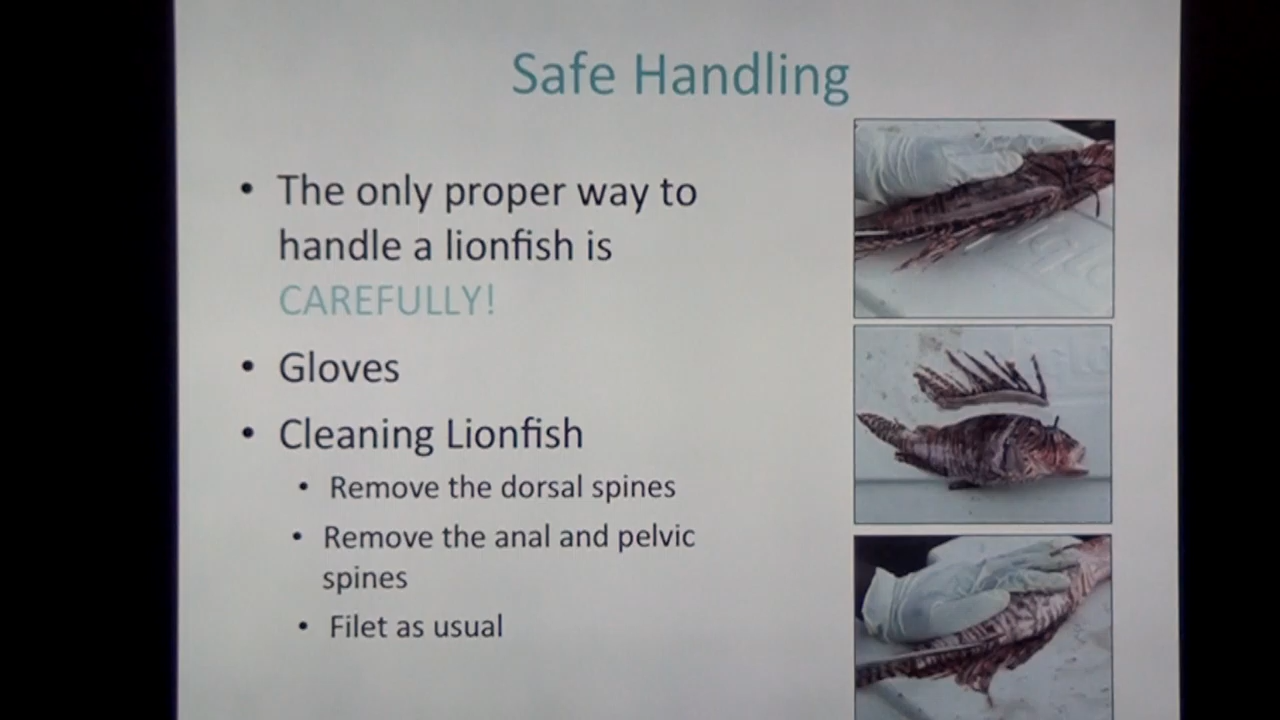 Safe Handling
• The only proper way to
handle a lionfish is
CAREFULLY!
• Gloves
• Cleaning Lionfish
• Remove the dorsal spines
• Remove the anal and pelvic
spines
• Filet as usual